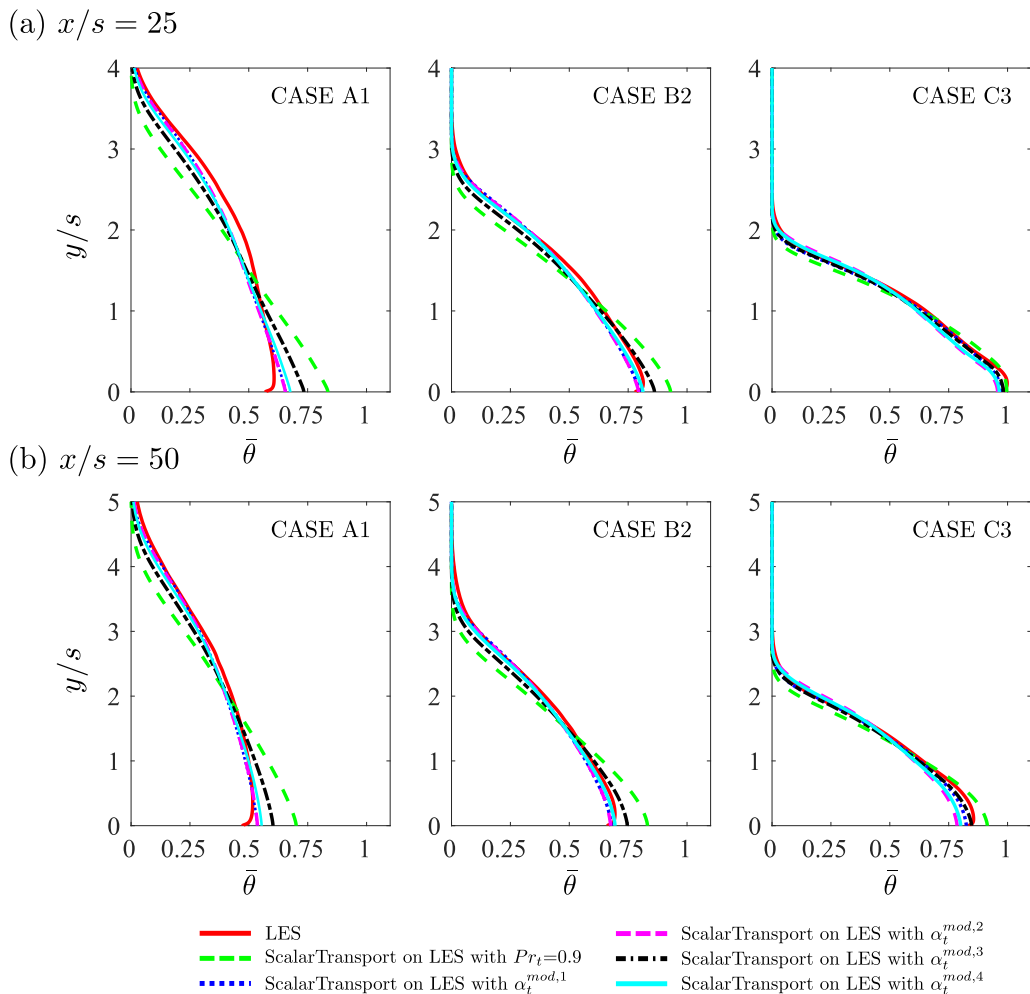 (a) x/s = 25
CASE A1
CASE B2
CASE C3
y/s
4
3
2
1
0
0 0.25 0.5 0.75 1
θ̄
4
3
2
1
0
0 0.25 0.5 0.75 1
θ̄
4
3
2
1
0
0 0.25 0.5 0.75 1
θ̄
(b) x/s = 50
CASE A1
CASE B2
CASE C3
y/s
5
4
3
2
1
0
0 0.25 0.5 0.75 1
θ̄
5
4
3
2
1
0
0 0.25 0.5 0.75 1
θ̄
5
4
3
2
1
0
0 0.25 0.5 0.75 1
θ̄
LES
ScalarTransport on LES with Pr_t=0.9
ScalarTransport on LES with α_t^{mod,1}
ScalarTransport on LES with α_t^{mod,2}
ScalarTransport on LES with α_t^{mod,3}
ScalarTransport on LES with α_t^{mod,4}